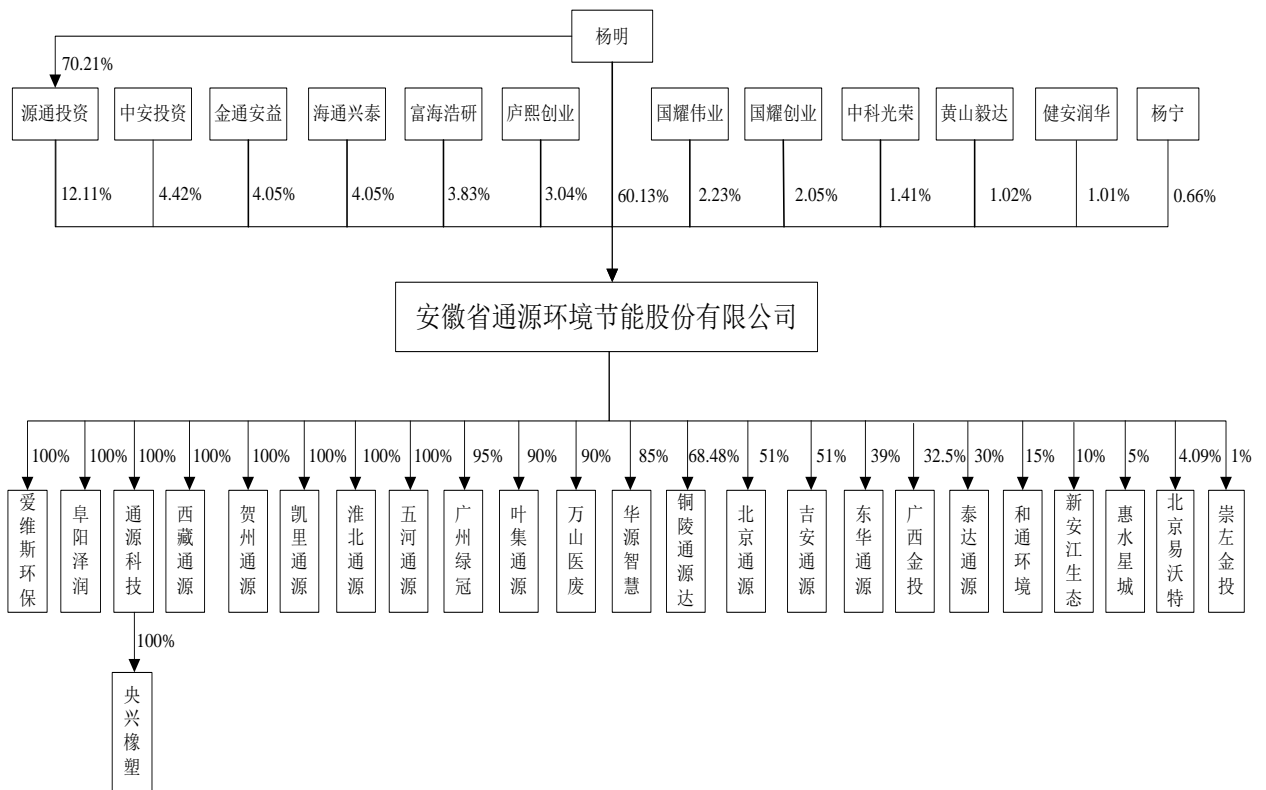 杨明
70.21%
源通投资
中安投资
金通安益
海通兴泰
富海浩研
庐熙创业
国耀伟业
国耀创业
中科光荣
黄山毅达
健安润华
杨宁
12.11%
4.42%
4.05%
4.05%
3.83%
3.04%
60.13%
2.23%
2.05%
1.41%
1.02%
1.01%
0.66%
安徽省通源环境节能股份有限公司
100%
100%
100%
100%
100%
100%
100%
100%
95%
90%
90%
85%
68.48%
51%
51%
39%
32.5%
30%
15%
10%
5%
4.09%
1%
爱维斯环保
阜阳泽润
通源科技
西藏通源
贺州通源
凯里通源
淮北通源
五河通源
广州绿冠
叶集通源
万山医废
华源智慧
铜陵通源达
北京通源
吉安通源
东华通源
广西金投
泰达通源
和通环境
新安江生态
惠水星城
北京易沃特
崇左金投
100%
央兴橡塑